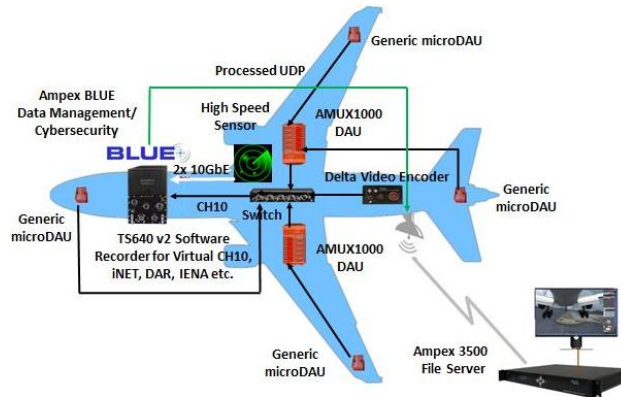 Generic microDAU
Processed UDP
Ampex BLUE
Data Management/
Cybersecurity
High Speed
Sensor
AMUX1000
DAU
BLUE
2x 10GbE
Delta Video Encoder
Generic
microDAU
CH10
Switch
Generic
microDAU
TS640 v2 Software
Recorder for Virtual CH10,
iNET, DAR, IENA etc.
AMUX1000
DAU
Generic
microDAU
Ampex 3500
File Server